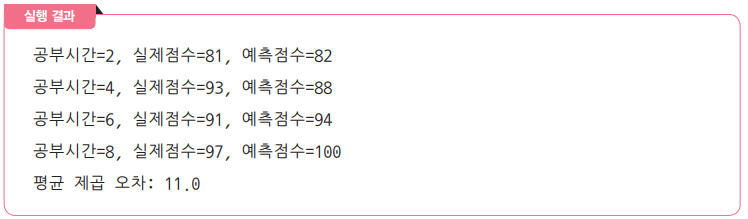 실행 결과
공부시간=2, 실제점수=81, 예측점수=82
공부시간=4, 실제점수=93, 예측점수=88
공부시간=6, 실제점수=91, 예측점수=94
공부시간=8, 실제점수=97, 예측점수=100
평균 제곱 오차: 11.0